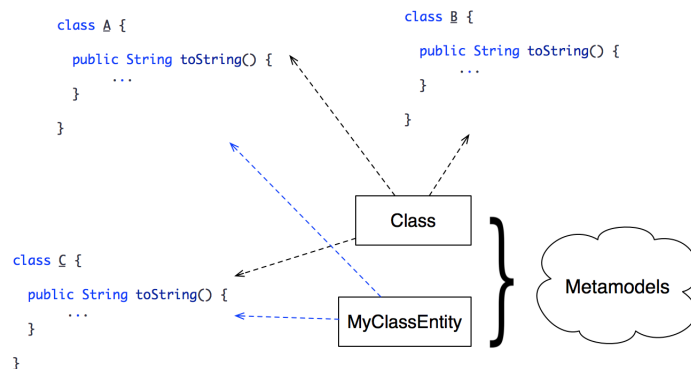 class A {
public String toString() {
...
}
}
class B {
public String toString() {
...
}
}
Class
class C {
public String toString() {
...
}
}
MyClassEntity
}
Metamodels